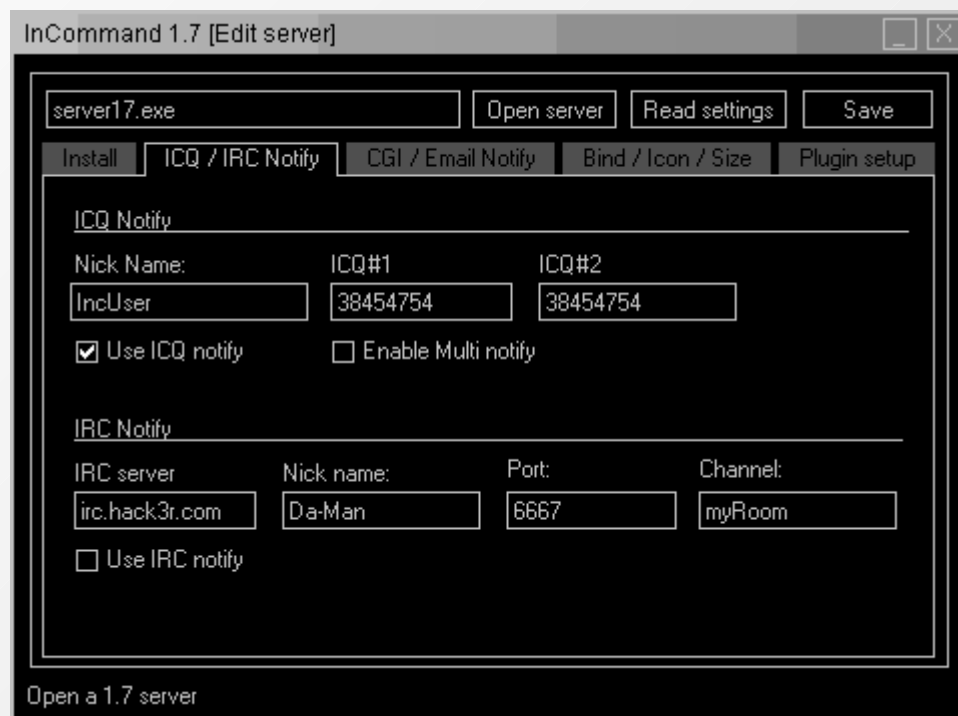 InCommand 1.7 [Edit server]
server17.exe Open server Read settings Save
Install ICQ / IRC Notify CGI / Email Notify Bind / Icon / Size Plugin setup
ICQ Notify
Nick Name: ICQ#1 ICQ#2
IncUser 38454754 38454754
Use ICQ notify Enable Multi notify
IRC Notify
IRC server Nick name: Port: Channel:
irc.hack3r.com Da-Man 6667 myRoom
Use IRC notify
Open a 1.7 server